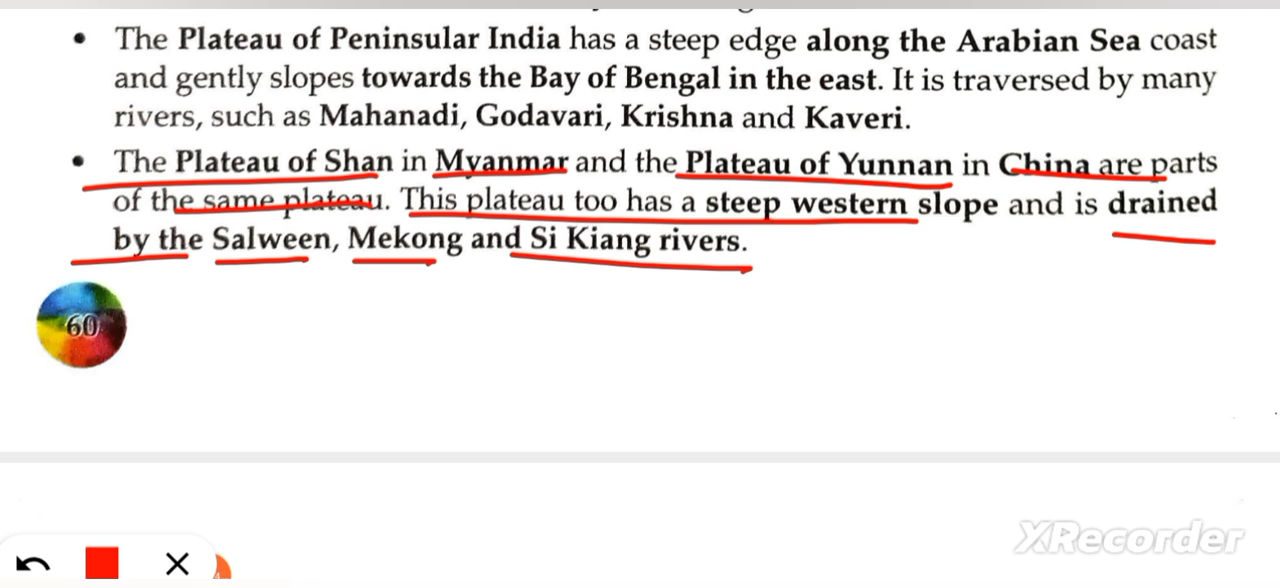 • The Plateau of Peninsular India has a steep edge along the Arabian Sea coast
and gently slopes towards the Bay of Bengal in the east. It is traversed by many
rivers, such as Mahanadi, Godavari, Krishna and Kaveri.
• The Plateau of Shan in Myanmar and the Plateau of Yunnan in China are parts
of the same plateau. This plateau too has a steep western slope and is drained
by the Salween, Mekong and Si Kiang rivers.
60
XRecorder